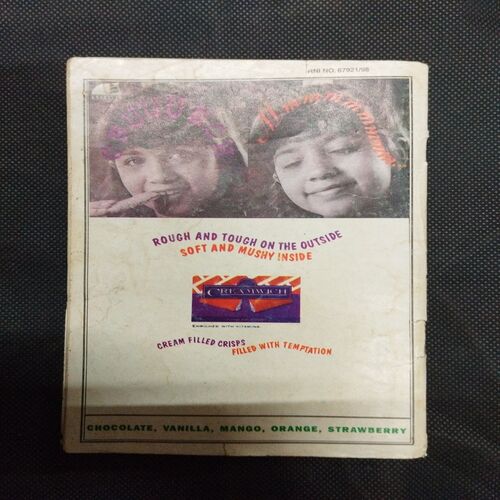 RNI NO. 67921/98
ROUGH AND TOUGH ON THE OUTSIDE
SOFT AND MUSHY INSIDE
CREAMWICH
ENRICHED WITH VITAMINS
CREAM FILLED CRISPS
FILLED WITH TEMPTATION
CHOCOLATE, VANILLA, MANGO, ORANGE, STRAWBERRY